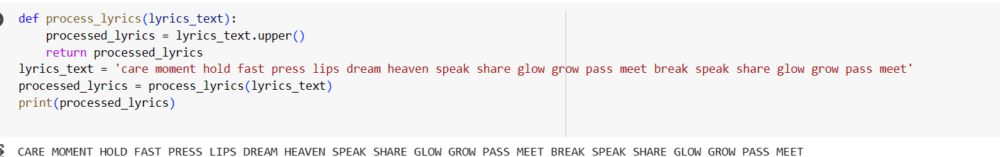 def process_lyrics(lyrics_text):
    processed_lyrics = lyrics_text.upper()
    return processed_lyrics
lyrics_text = 'care moment hold fast press lips dream heaven speak share glow grow pass meet break speak share glow grow pass meet'
processed_lyrics = process_lyrics(lyrics_text)
print(processed_lyrics)
CARE MOMENT HOLD FAST PRESS LIPS DREAM HEAVEN SPEAK SHARE GLOW GROW PASS MEET BREAK SPEAK SHARE GLOW GROW PASS MEET